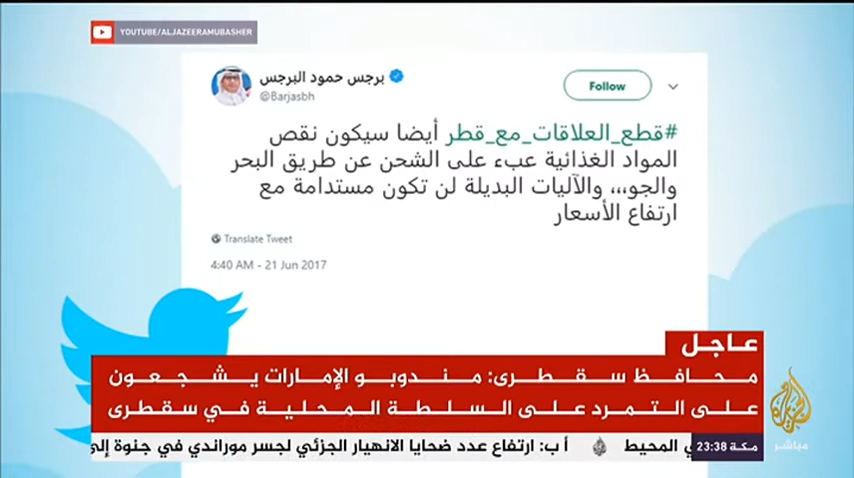 YOUTUBE/ALJAZEERAMUBASHER
برجس حمود البرجس
@Barjasbh
Follow
#قطع_العلاقات_مع_قطر أيضا سيكون نقص
المواد الغذائية عبء على الشحن عن طريق البحر
والجو،،،، والآليات البديلة لن تكون مستدامة مع
ارتفاع الأسعار
Translate Tweet
4:40 AM - 21 Jun 2017
عاجل
محافظ سقطرى: مندوبو الإمارات يشجعون
على التمرد على السلطة المحلية في سقطرى
الجزيرة
مباشر
مكة 23:38
ي المحيط
أ ب: ارتفاع عدد ضحايا الانهيار الجزئي لجسر موراندي في جنوة إلى